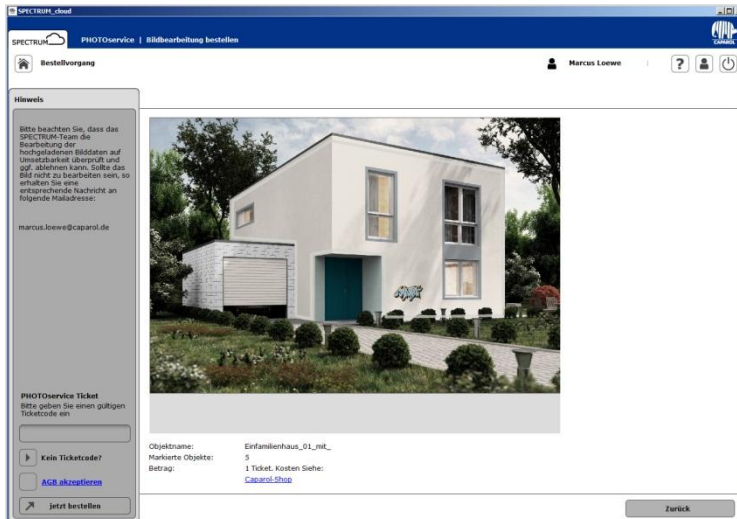 SPECTRUM_cloud
SPECTRUM
PHOTOservice | Bildbearbeitung bestellen
CAPAROL
Bestellvorgang
Marcus Loewe
?
Hinweis
Bitte beachten Sie, dass das
SPECTRUM-Team die
Bearbeitung der
hochgeladenen Bilddaten auf
Umsetzbarkeit überprüft und
ggf. ablehnen kann. Sollte das
Bild nicht zu bearbeiten sein, so
erhalten Sie eine
entsprechende Nachricht an
folgende Mailadresse:
marcus.loewe@caparol.de
PHOTOservice Ticket
Bitte geben Sie einen gültigen
Ticketcode ein
Kein Ticketcode?
AGB akzeptieren
jetzt bestellen
Objektname: Einfamilienhaus_01_mit_
Markierte Objekte: 5
Betrag: 1 Ticket. Kosten Siehe:
Caparol-Shop
Zurück